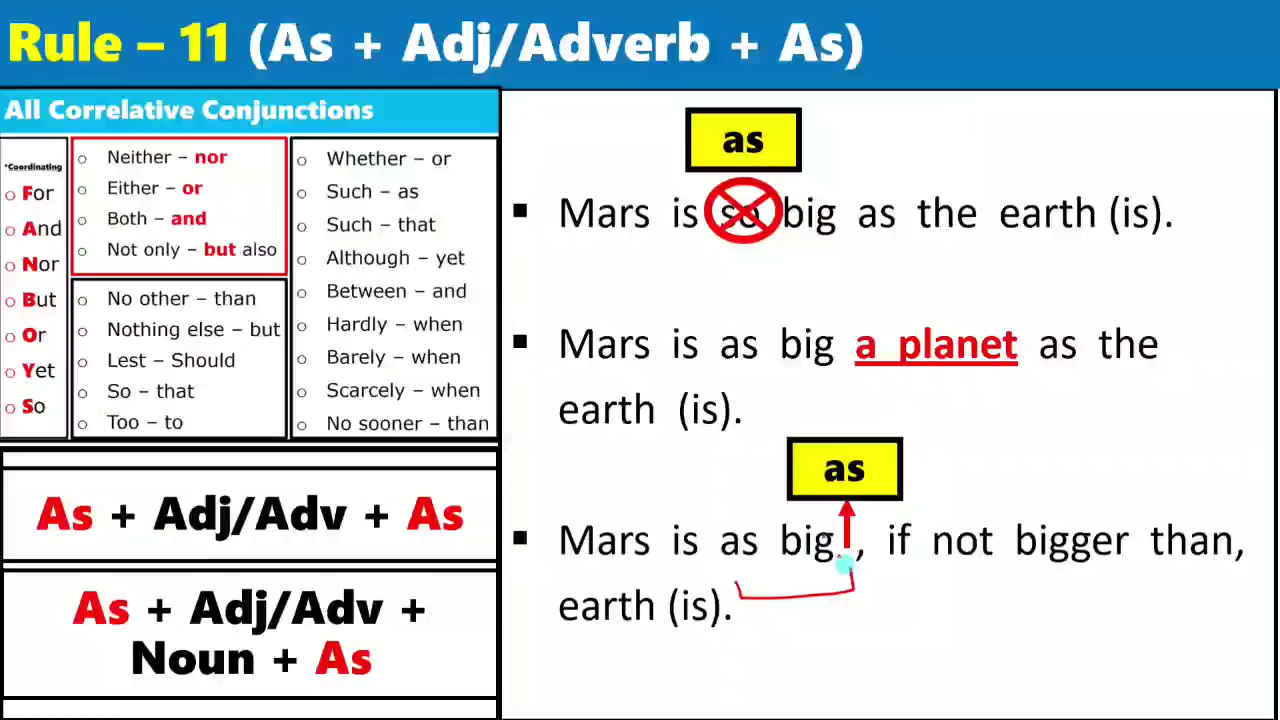 Rule – 11 (As + Adj/Adverb + As)
All Correlative Conjunctions
*Coordinating
o For
o And
o Nor
o But
o Or
o Yet
o So
o Neither – nor
o Either – or
o Both – and
o Not only – but also
o No other – than
o Nothing else – but
o Lest – Should
o So – that
o Too – to
o Whether – or
o Such – as
o Such – that
o Although – yet
o Between – and
o Hardly – when
o Barely – when
o Scarcely – when
o No sooner – than
As + Adj/Adv + As
As + Adj/Adv +
Noun + As
as
▪ Mars is so big as the earth (is).
▪ Mars is as big a planet as the
earth (is).
as
▪ Mars is as big , if not bigger than,
earth (is).